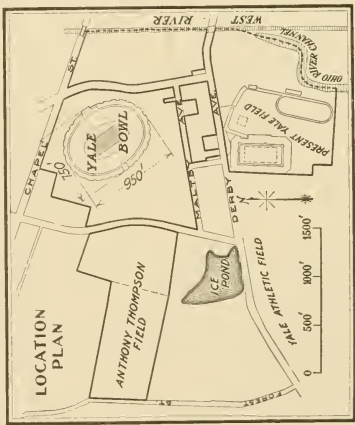 LOCATION
PLAN
CHAPEL
ST
WEST
RIVER
YALE
BOWL
750'
950'
ANTHONY THOMPSON
FIELD
MALTBY
AVE.
DERBY
AVE.
ICE
POND
PRESENT YALE FIELD
OHIO
RIVER CHANNEL
N
YALE ATHLETIC FIELD
FOREST
ST
0
500'
1000'
1500'